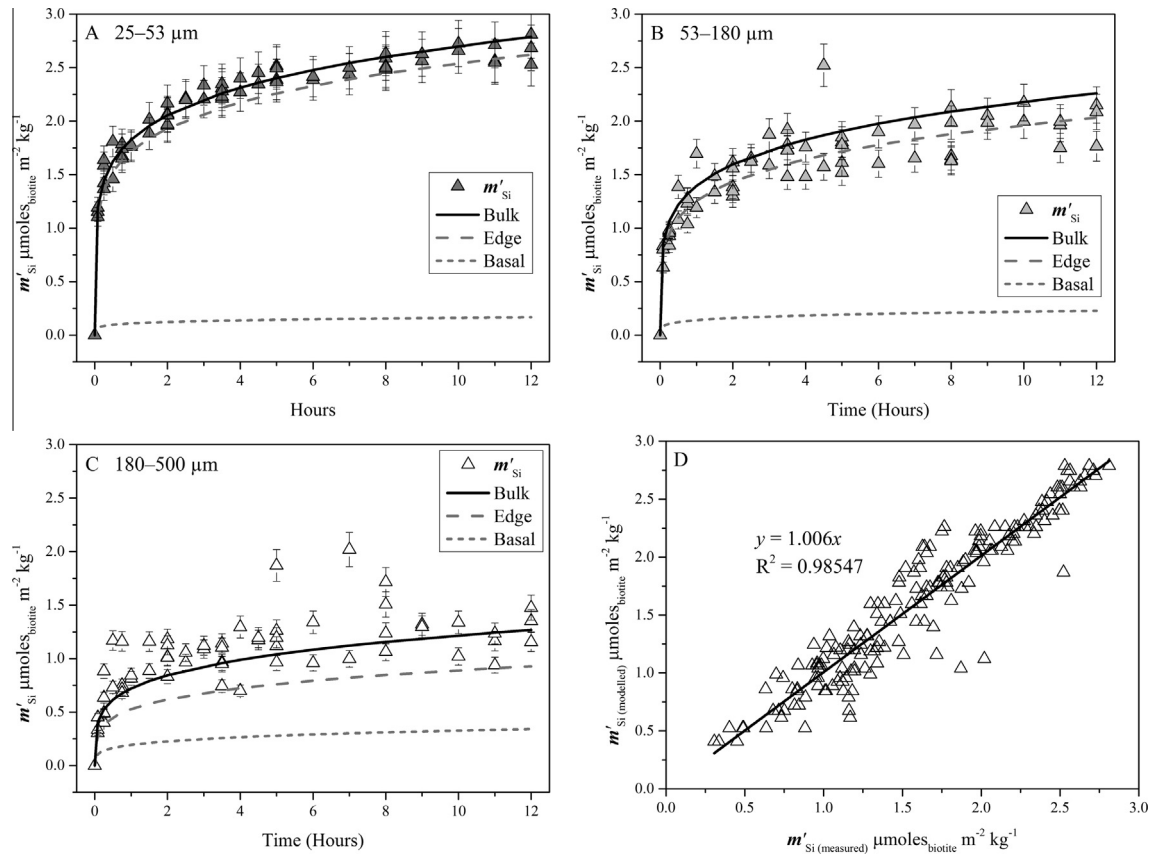 A 25–53 µm
3.0
2.5
2.0
1.5
1.0
0.5
0.0
m′Si µmolesbiotite m-2 kg-1
m′Si
Bulk
Edge
Basal
0 2 4 6 8 10 12
Hours
B 53–180 µm
3.0
2.5
2.0
1.5
1.0
0.5
0.0
m′Si µmolesbiotite m-2 kg-1
m′Si
Bulk
Edge
Basal
0 2 4 6 8 10 12
Time (Hours)
C 180–500 µm
3.0
2.5
2.0
1.5
1.0
0.5
0.0
m′Si µmolesbiotite m-2 kg-1
m′Si
Bulk
Edge
Basal
0 2 4 6 8 10 12
Time (Hours)
D
3.0
2.5
2.0
1.5
1.0
0.5
0.0
m′Si (modelled) µmolesbiotite m-2 kg-1
y = 1.006x
R2 = 0.98547
0.0 0.5 1.0 1.5 2.0 2.5 3.0
m′Si (measured) µmolesbiotite m-2 kg-1